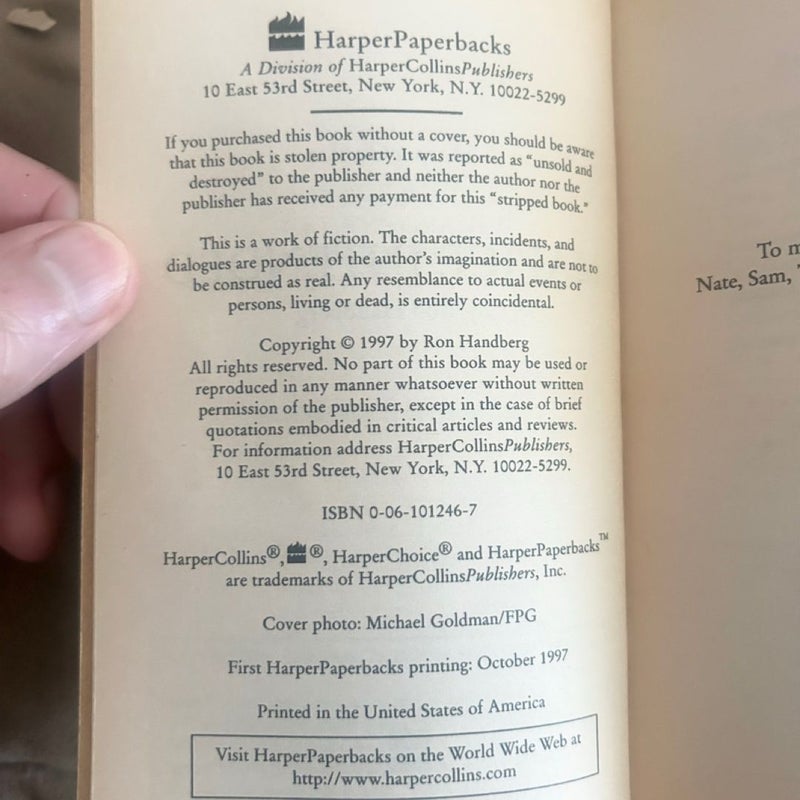 HarperPaperbacks
A Division of HarperCollinsPublishers
10 East 53rd Street, New York, N.Y. 10022-5299
If you purchased this book without a cover, you should be aware
that this book is stolen property. It was reported as “unsold and
destroyed” to the publisher and neither the author nor the
publisher has received any payment for this “stripped book.”
This is a work of fiction. The characters, incidents, and
dialogues are products of the author’s imagination and are not to
be construed as real. Any resemblance to actual events or
persons, living or dead, is entirely coincidental.
Copyright © 1997 by Ron Handberg
All rights reserved. No part of this book may be used or
reproduced in any manner whatsoever without written
permission of the publisher, except in the case of brief
quotations embodied in critical articles and reviews.
For information address HarperCollinsPublishers,
10 East 53rd Street, New York, N.Y. 10022-5299.
ISBN 0-06-101246-7
HarperCollins®, ®, HarperChoice® and HarperPaperbacks™
are trademarks of HarperCollinsPublishers, Inc.
Cover photo: Michael Goldman/FPG
First HarperPaperbacks printing: October 1997
Printed in the United States of America
Visit HarperPaperbacks on the World Wide Web at
http://www.harpercollins.com
To
Nate, Sam,